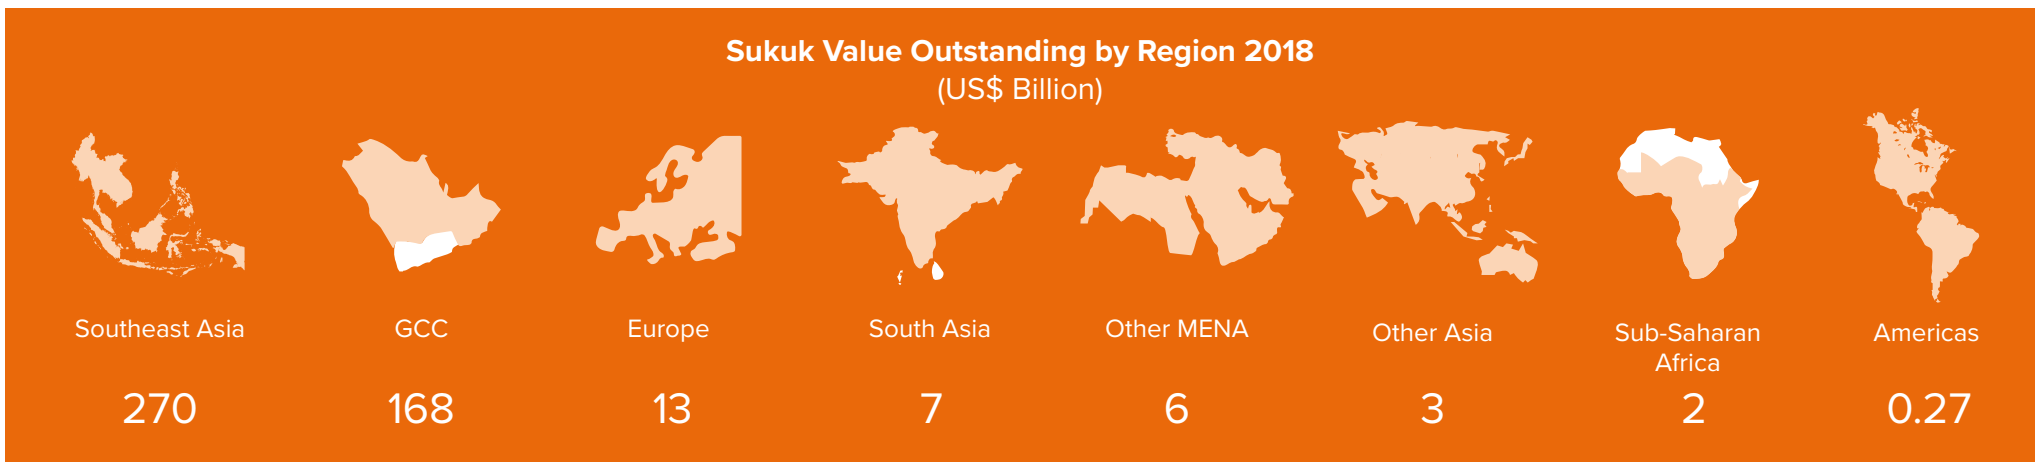 Sukuk Value Outstanding by Region 2018
(US$ Billion)
Southeast Asia
270
GCC
168
Europe
13
South Asia
7
Other MENA
6
Other Asia
3
Sub-Saharan
Africa
2
Americas
0.27